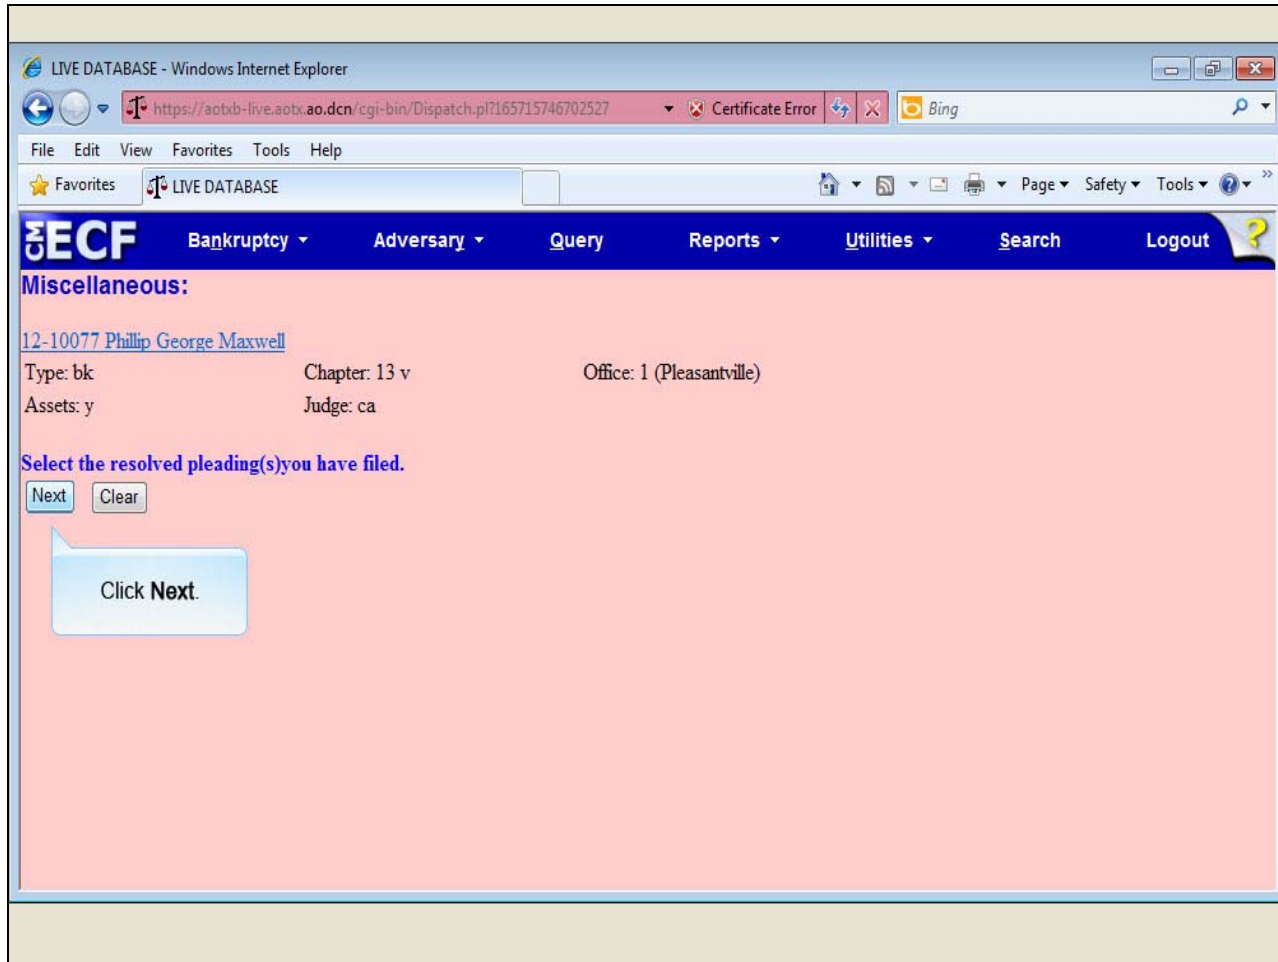 LIVE DATABASE - Windows Internet Explorer
https://aotxb-live.aotx.ao.dcn/cgi-bin/Dispatch.pl?165715746702527 Certificate Error Bing
File Edit View Favorites Tools Help
Favorites LIVE DATABASE Page Safety Tools
CM ECF Bankruptcy Adversary Query Reports Utilities Search Logout ?
Miscellaneous:
12-10077 Phillip George Maxwell
Type: bk Chapter: 13 v Office: 1 (Pleasantville)
Assets: y Judge: ca
Select the resolved pleading(s)you have filed.
Next Clear
Click Next.